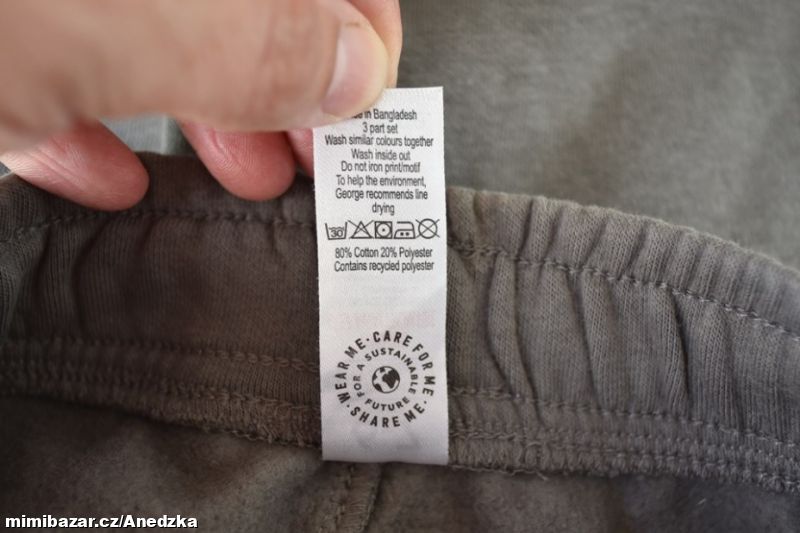 in Bangladesh
3 part set
Wash similar colours together
Wash inside out
Do not iron print/motif
To help the environment,
George recommends line
drying
30
80% Cotton 20% Polyester
Contains recycled polyester
WEAR ME · CARE FOR ME · SHARE ME ·
FOR A SUSTAINABLE FUTURE
mimibazar.cz/Anedzka